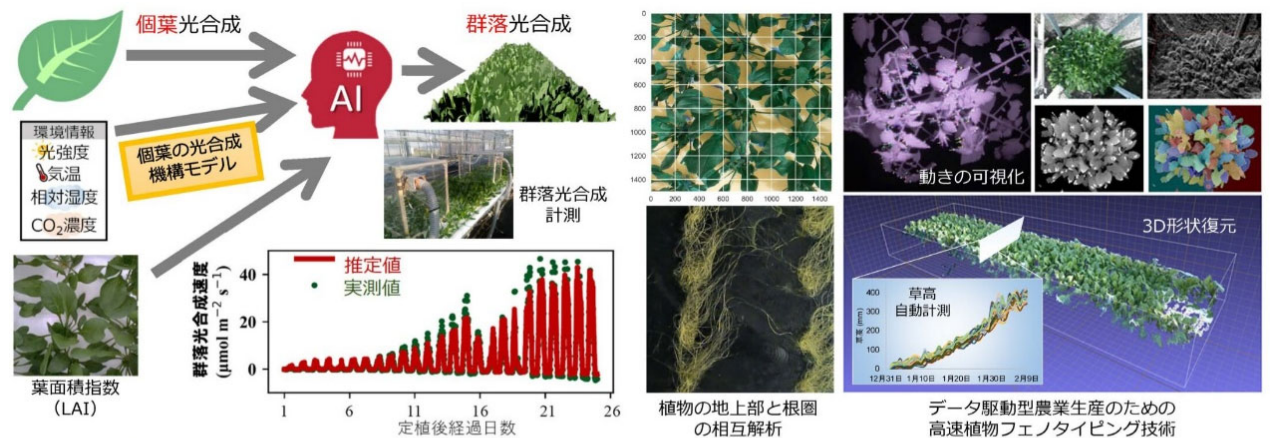 個葉光合成
群落光合成
AI
環境情報
光強度
気温
相対湿度
CO₂濃度
個葉の光合成
機構モデル
群落光合成
計測
葉面積指数
(LAI)
群落光合成速度
(μmol m⁻² s⁻¹)
40
20
0
推定値
実測値
1 6 11 16 21 26
定植後経過日数
0
200
400
600
800
1000
1200
1400
0 200 400 600 800 1000 1200 1400
植物の地上部と根圏
の相互解析
動きの可視化
3D形状復元
草高
自動計測
草高 (mm)
400
300
200
100
0
12月31日 1月10日 1月20日 1月30日 2月9日
データ駆動型農業生産のための
高速植物フェノタイピング技術